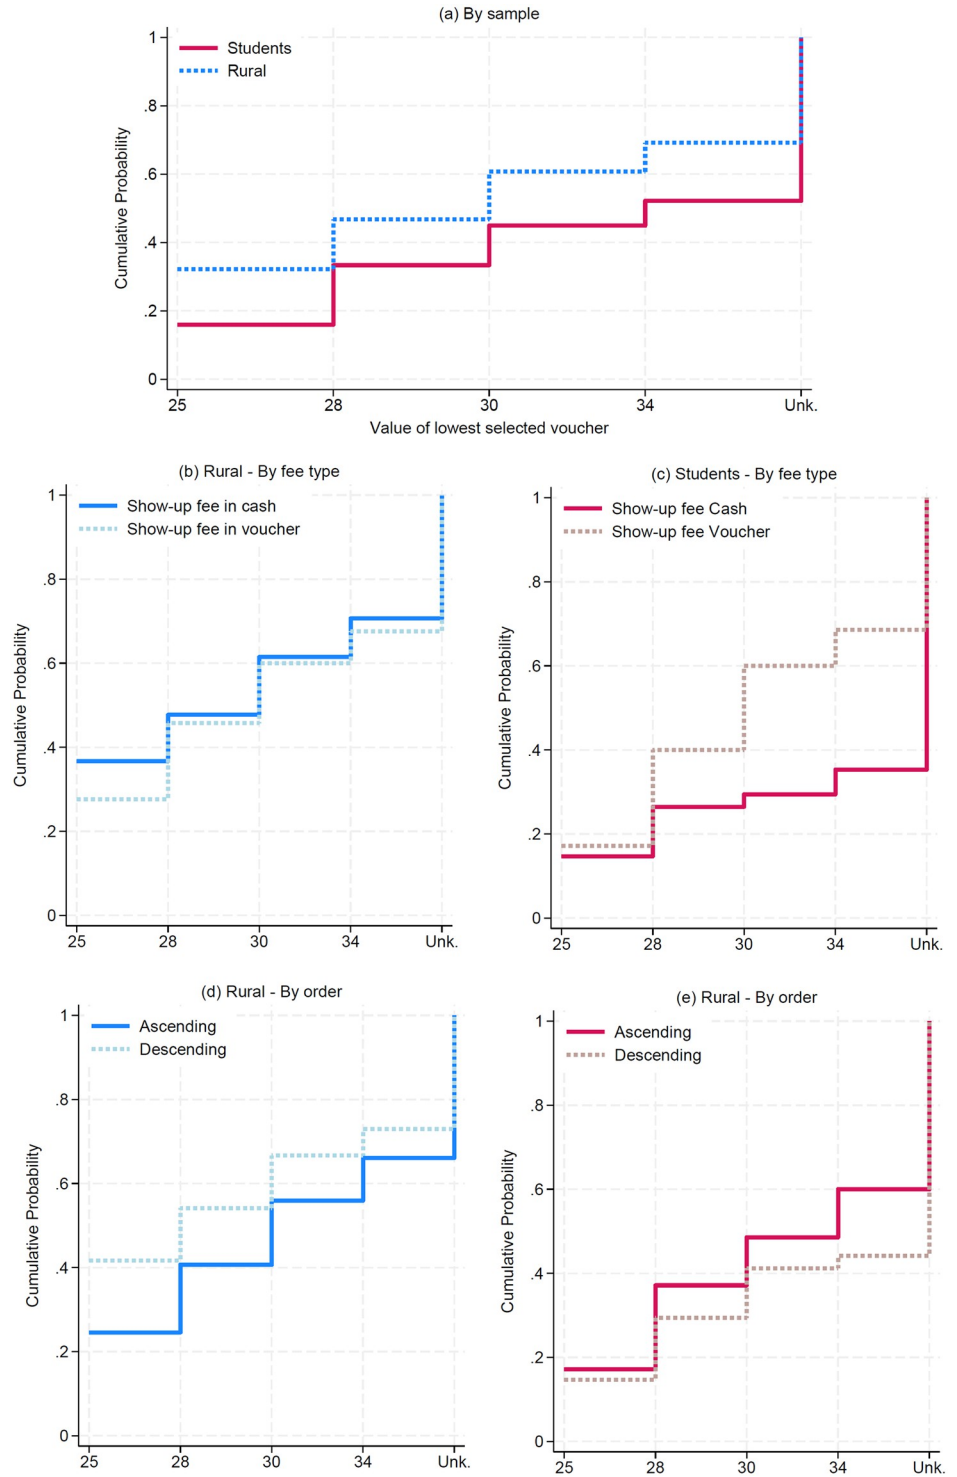 (a) By sample
Students
Rural
1
.8
.6
.4
.2
0
Cumulative Probability
25 28 30 34 Unk.
Value of lowest selected voucher
(b) Rural - By fee type
Show-up fee in cash
Show-up fee in voucher
1
.8
.6
.4
.2
0
Cumulative Probability
25 28 30 34 Unk.
(c) Students - By fee type
Show-up fee Cash
Show-up fee Voucher
1
.8
.6
.4
.2
0
Cumulative Probability
25 28 30 34 Unk.
(d) Rural - By order
Ascending
Descending
1
.8
.6
.4
.2
0
Cumulative Probability
25 28 30 34 Unk.
(e) Rural - By order
Ascending
Descending
1
.8
.6
.4
.2
0
Cumulative Probability
25 28 30 34 Unk.